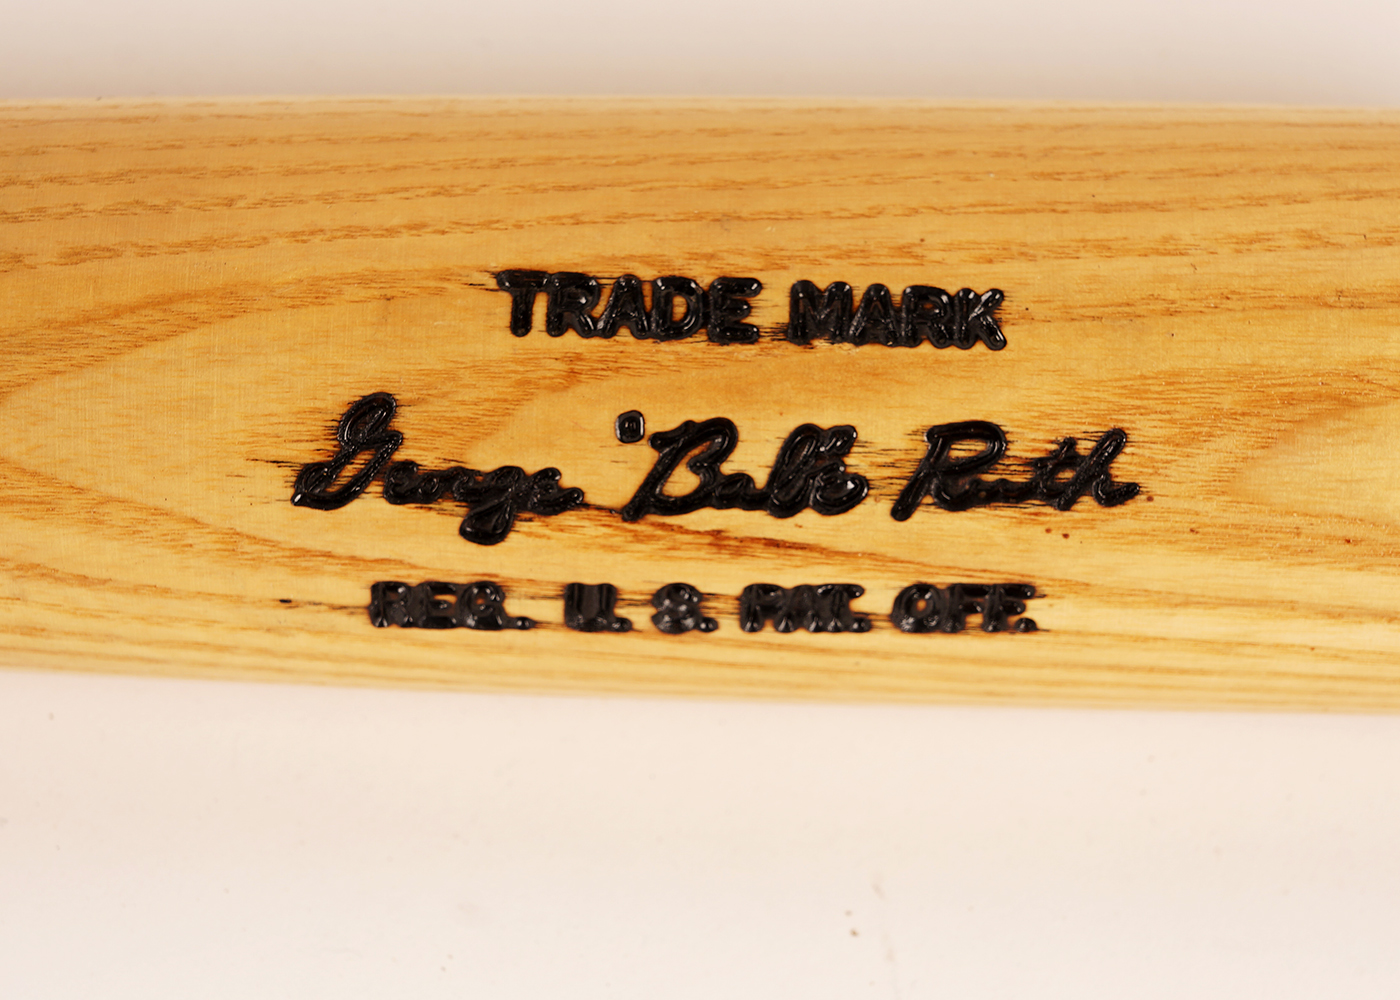 TRADE MARK
George "Babe" Ruth
REG. U. S. PAT. OFF.